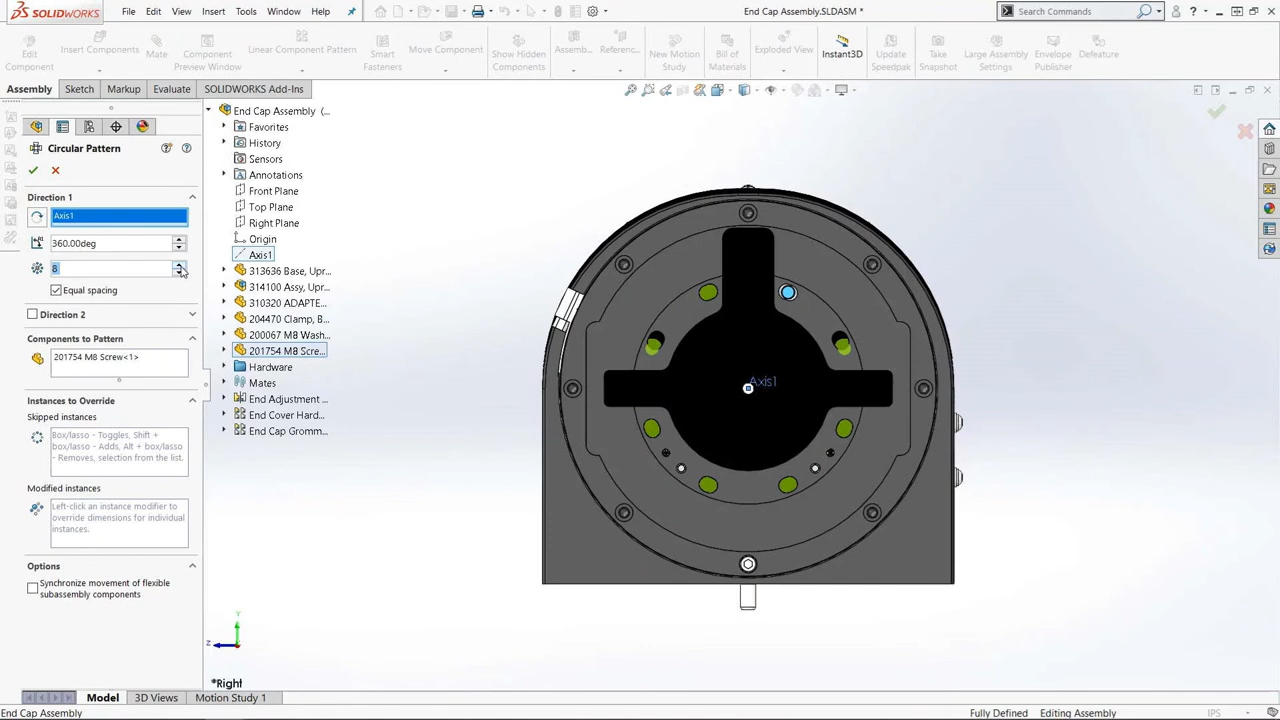 SOLIDWORKS
File Edit View Insert Tools Window Help
End Cap Assembly.SLDASM *
Search Commands
Edit Component
Insert Components
Mate
Component Preview Window
Linear Component Pattern
Smart Fasteners
Move Component
Show Hidden Components
Assemb...
Referenc...
New Motion Study
Bill of Materials
Exploded View
Instant3D
Update Speedpak
Take Snapshot
Large Assembly Settings
Envelope Publisher
Defeature
Assembly Sketch Markup Evaluate SOLIDWORKS Add-Ins
Circular Pattern
Direction 1
Axis1
360.00deg
8
Equal spacing
Direction 2
Components to Pattern
201754 M8 Screw<1>
Instances to Override
Skipped instances
Box/lasso - Toggles, Shift +
box/lasso - Adds, Alt + box/lasso
- Removes, selection from the list.
Modified instances
Left-click an instance modifier to
override dimensions for individual
instances.
Options
Synchronize movement of flexible
subassembly components
End Cap Assembly (...
Favorites
History
Sensors
Annotations
Front Plane
Top Plane
Right Plane
Origin
Axis1
313636 Base, Upr...
314100 Assy, Upr...
310320 ADAPTE...
204470 Clamp, B...
200067 M8 Wash...
201754 M8 Scre...
Hardware
Mates
End Adjustment ...
End Cover Hard...
End Cap Gromm...
Axis1
Y
Z
*Right
Model 3D Views Motion Study 1
End Cap Assembly
Fully Defined Editing Assembly IPS